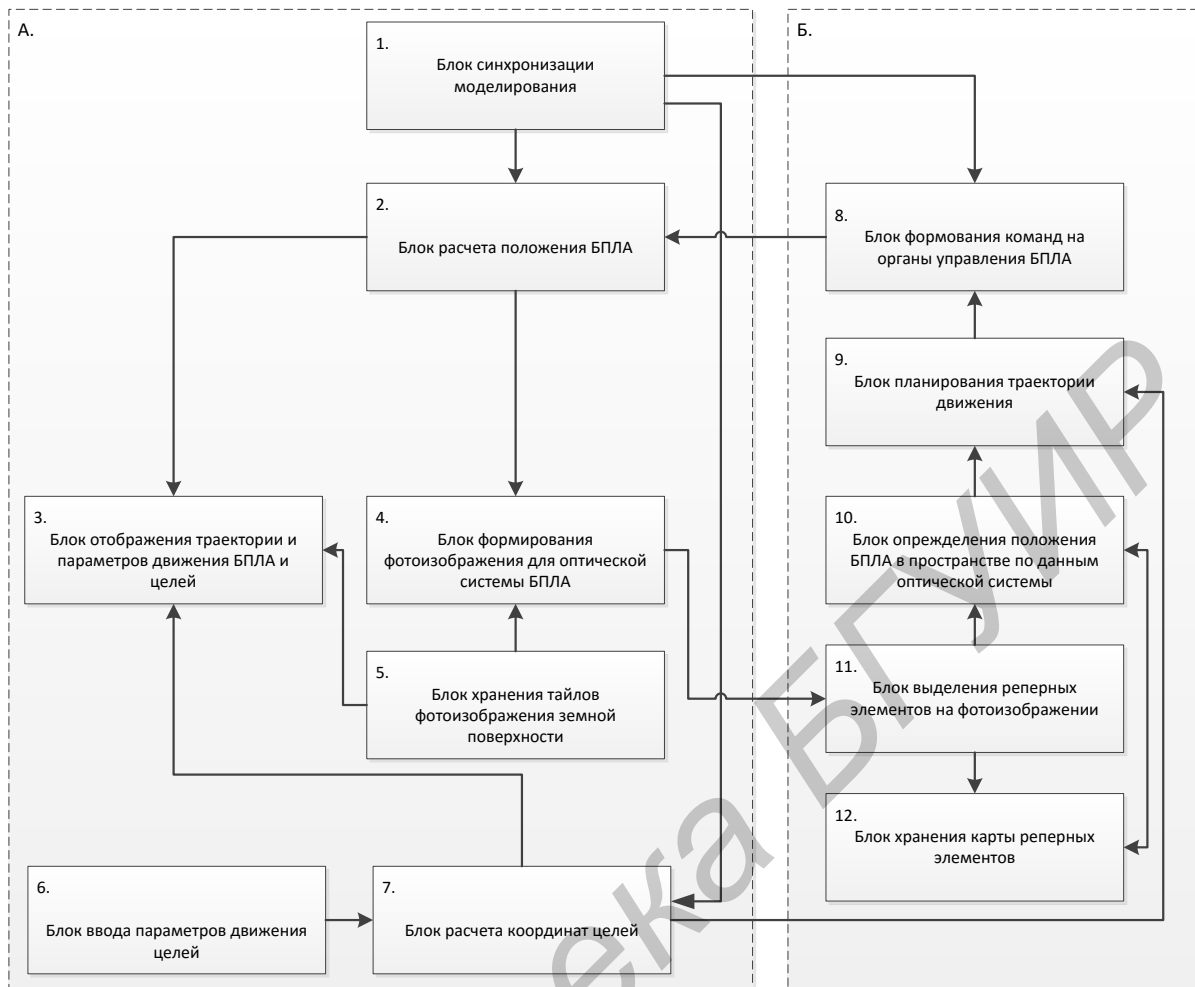 А.
1.
Блок синхронизации
моделирования
2.
Блок расчета положения БПЛА
3.
Блок отображения траектории и
параметров движения БПЛА и
целей
4.
Блок формирования
фотоизображения для оптической
системы БПЛА
5.
Блок хранения тайлов
фотоизображения земной
поверхности
6.
Блок ввода параметров движения
целей
7.
Блок расчета координат целей
Б.
8.
Блок формования команд на
органы управления БПЛА
9.
Блок планирования траектории
движения
10.
Блок опрждеделения положения
БПЛА в пространстве по данным
оптической системы
11.
Блок выделения реперных
элементов на фотоизображении
12.
Блок хранения карты реперных
элементов
ека БГУИР